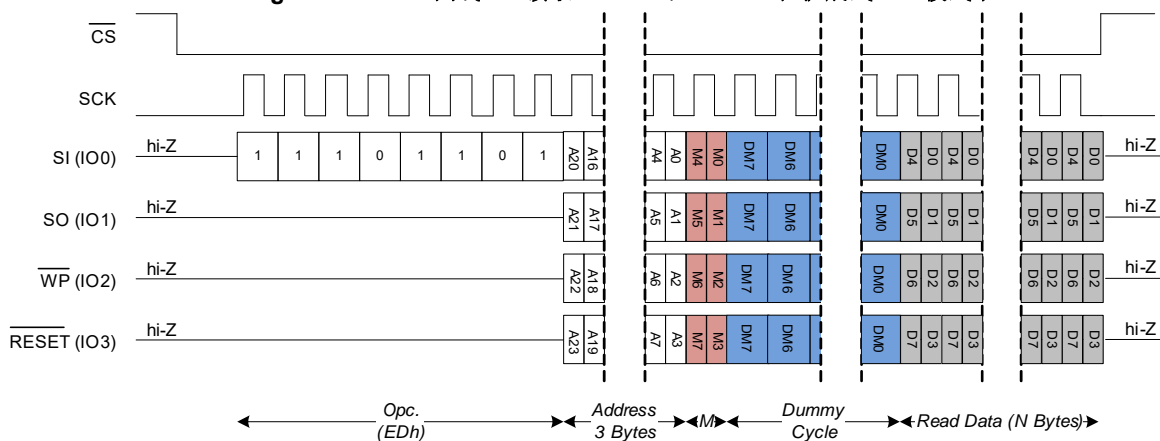 CS
SCK
SI (IO0) hi-Z 1 1 1 0 1 1 0 1 A20 A16 A4 A0 M4 M0 DM7 DM6 DM0 D4 D0 D4 D0 D4 D0 D4 D0 hi-Z
SO (IO1) hi-Z A21 A17 A5 A1 M5 M1 DM7 DM6 DM0 D5 D1 D5 D1 D5 D1 D5 D1 hi-Z
WP (IO2) hi-Z A22 A18 A6 A2 M6 M2 DM7 DM6 DM0 D6 D2 D6 D2 D6 D2 D6 D2 hi-Z
RESET (IO3) hi-Z A23 A19 A7 A3 M7 M3 DM7 DM6 DM0 D7 D3 D7 D3 D7 D3 D7 D3 hi-Z
Opc. Address M Dummy Read Data (N Bytes)
(EDh) 3 Bytes Cycle